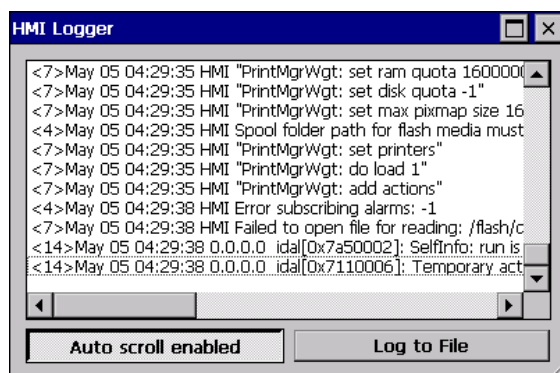 HMI Logger
<7>May 05 04:29:35 HMI "PrintMgrWgt: set ram quota 1600000
<7>May 05 04:29:35 HMI "PrintMgrWgt: set disk quota -1"
<7>May 05 04:29:35 HMI "PrintMgrWgt: set max pixmap size 16
<4>May 05 04:29:35 HMI Spool folder path for flash media must
<7>May 05 04:29:35 HMI "PrintMgrWgt: set printers"
<7>May 05 04:29:35 HMI "PrintMgrWgt: do load 1"
<7>May 05 04:29:35 HMI "PrintMgrWgt: add actions"
<4>May 05 04:29:38 HMI Error subscribing alarms: -1
<7>May 05 04:29:38 HMI Failed to open file for reading: /flash/c
<14>May 05 04:29:38 0.0.0.0  idal[0x7a50002]: SelfInfo: run is
<14>May 05 04:29:38 0.0.0.0  idal[0x7110006]: Temporary act
Auto scroll enabled
Log to File